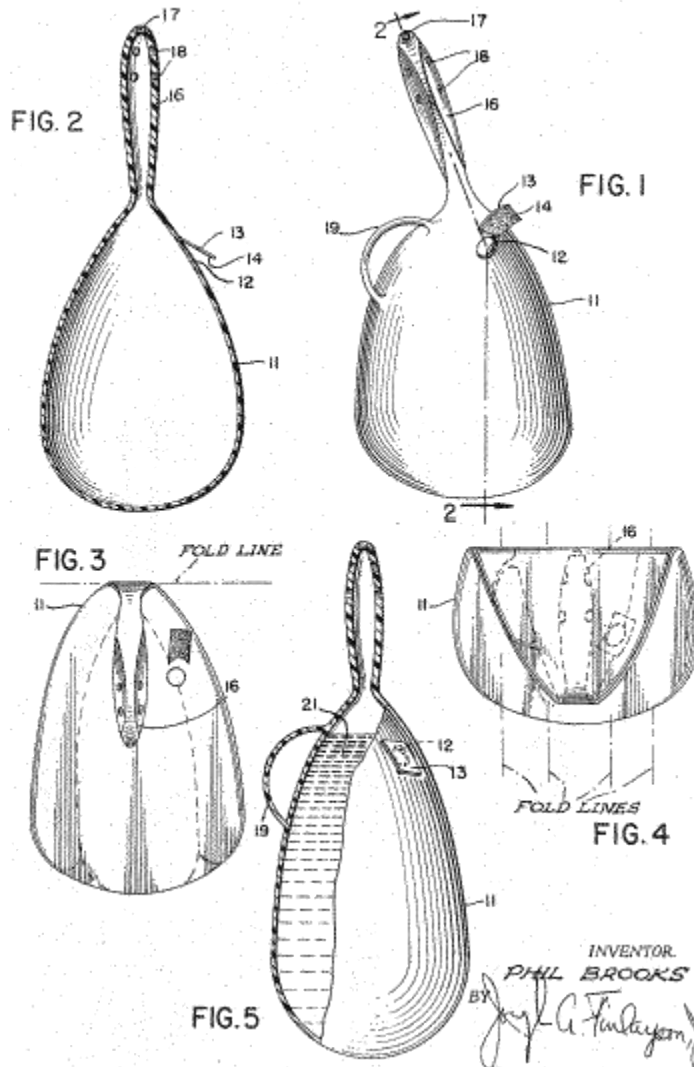 17
18
16
FIG. 2
13
14
12
11
2
17
18
16
FIG. 1
13
14
19
12
11
2
FIG. 3
FOLD LINE
11
16
16
11
FOLD LINES
FIG. 4
21
12
13
19
11
FIG. 5
INVENTOR.
PHIL BROOKS
BY